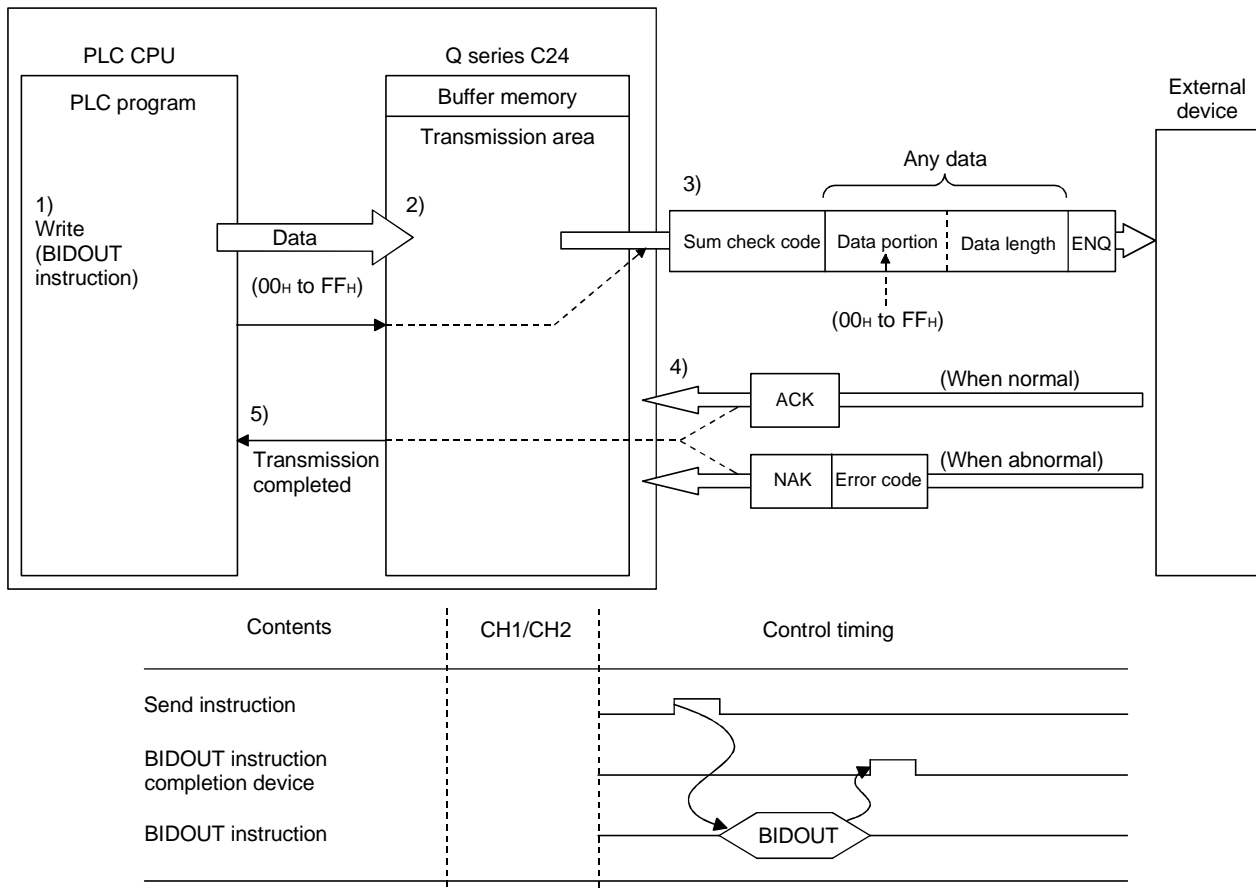 PLC CPU
Q series C24
PLC program
Buffer memory
Transmission area
External
device
1)
Write
(BIDOUT
instruction)
Data
(00H to FFH)
2)
3)
Any data
Sum check code
Data portion
Data length
ENQ
(00H to FFH)
4)
ACK
(When normal)
5)
Transmission
completed
NAK
Error code
(When abnormal)
Contents
CH1/CH2
Control timing
Send instruction
BIDOUT instruction
completion device
BIDOUT instruction
BIDOUT